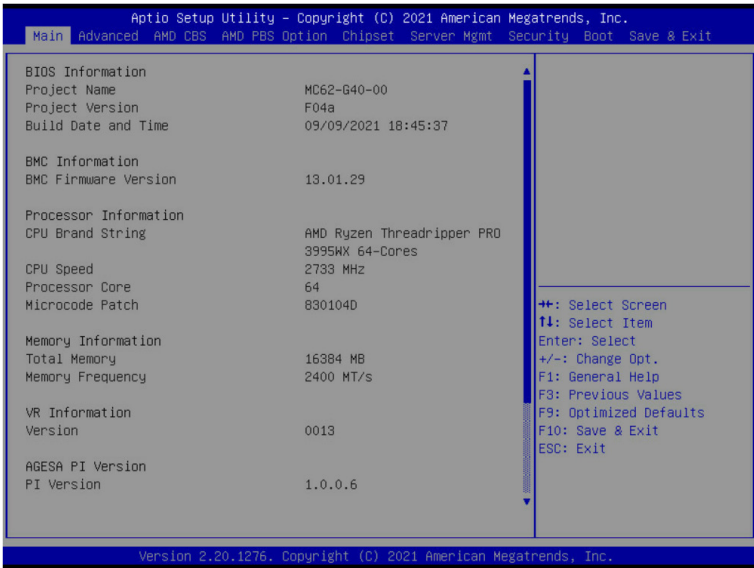 Aptio Setup Utility – Copyright (C) 2021 American Megatrends, Inc.
Main Advanced AMD CBS AMD PBS Option Chipset Server Mgmt Security Boot Save & Exit
BIOS Information
Project Name MC62-G40-00
Project Version F04a
Build Date and Time 09/09/2021 18:45:37
BMC Information
BMC Firmware Version 13.01.29
Processor Information
CPU Brand String AMD Ryzen Threadripper PRO
3995WX 64-Cores
CPU Speed 2733 MHz
Processor Core 64
Microcode Patch 830104D
Memory Information
Total Memory 16384 MB
Memory Frequency 2400 MT/s
VR Information
Version 0013
AGESA PI Version
PI Version 1.0.0.6
→←: Select Screen
↑↓: Select Item
Enter: Select
+/-: Change Opt.
F1: General Help
F3: Previous Values
F9: Optimized Defaults
F10: Save & Exit
ESC: Exit
Version 2.20.1276. Copyright (C) 2021 American Megatrends, Inc.